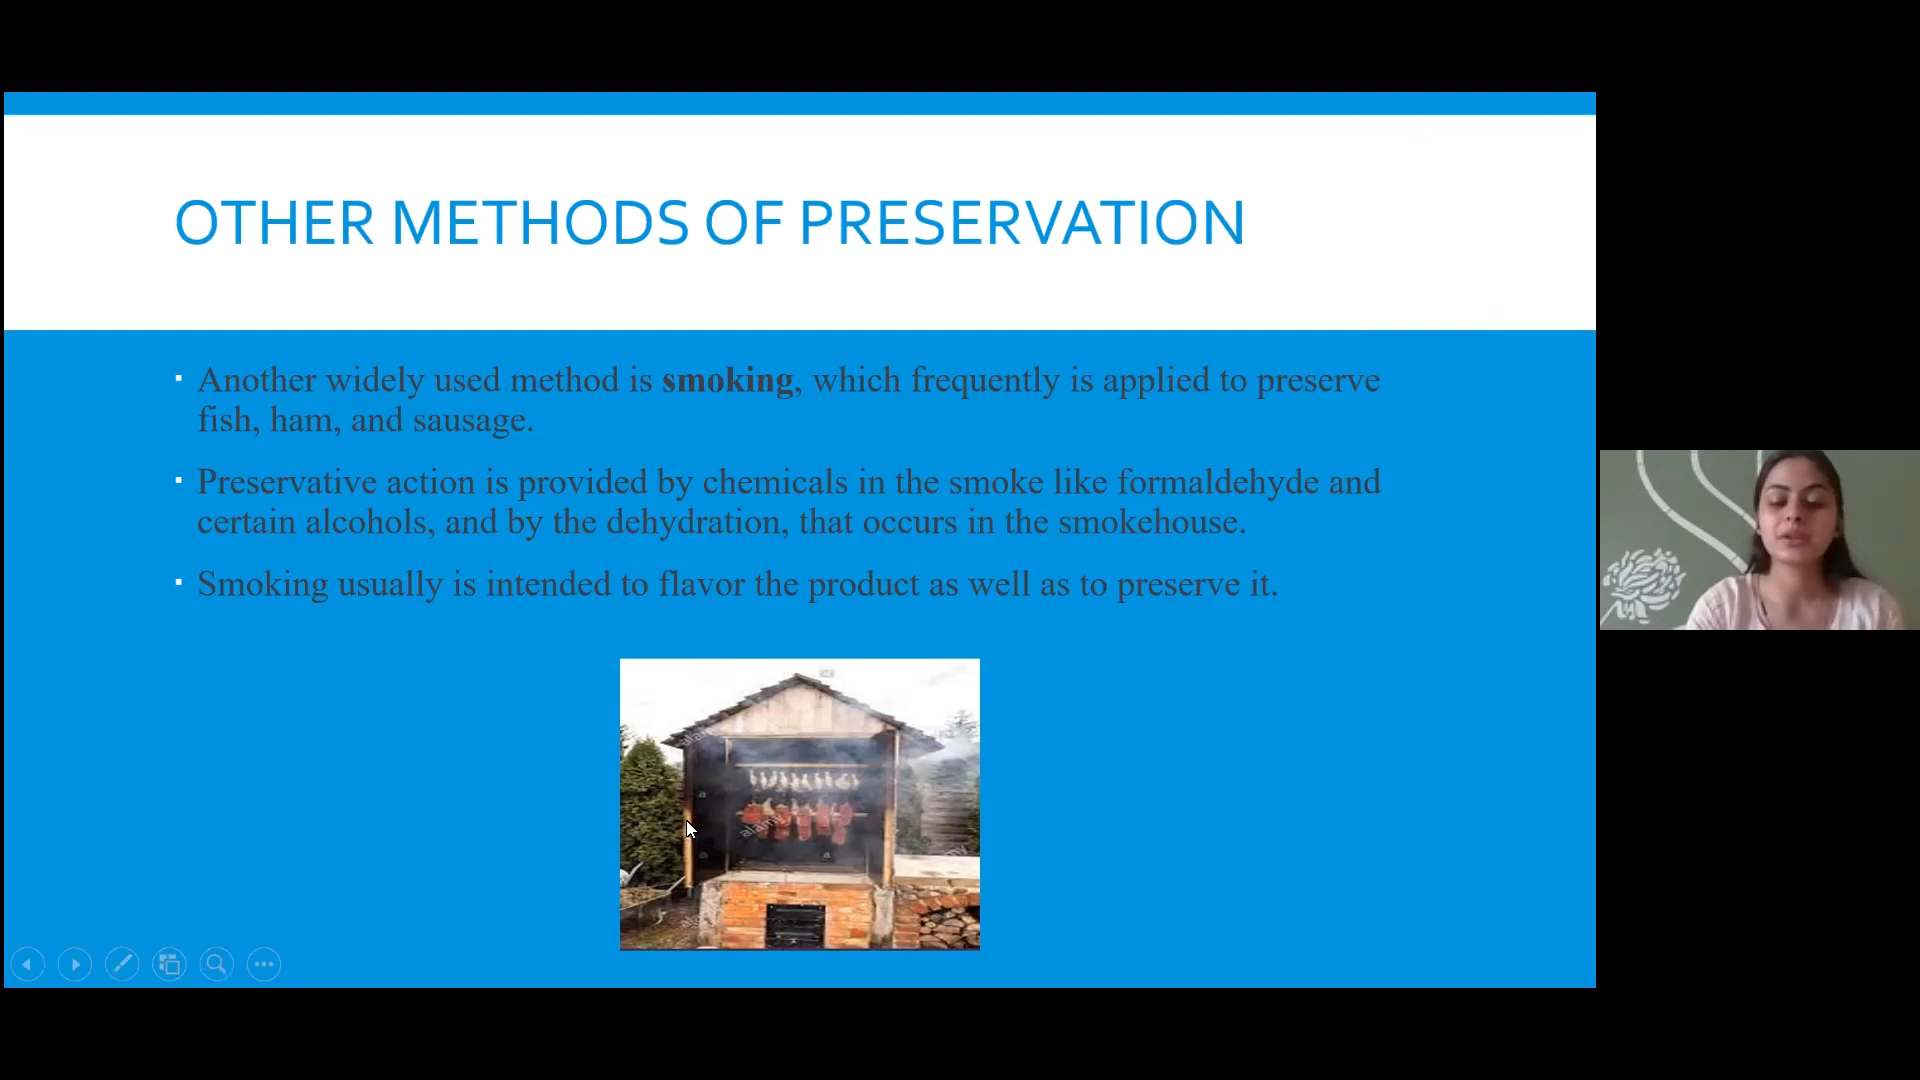 OTHER METHODS OF PRESERVATION
▪ Another widely used method is smoking, which frequently is applied to preserve
fish, ham, and sausage.
▪ Preservative action is provided by chemicals in the smoke like formaldehyde and
certain alcohols, and by the dehydration, that occurs in the smokehouse.
▪ Smoking usually is intended to flavor the product as well as to preserve it.
alamy